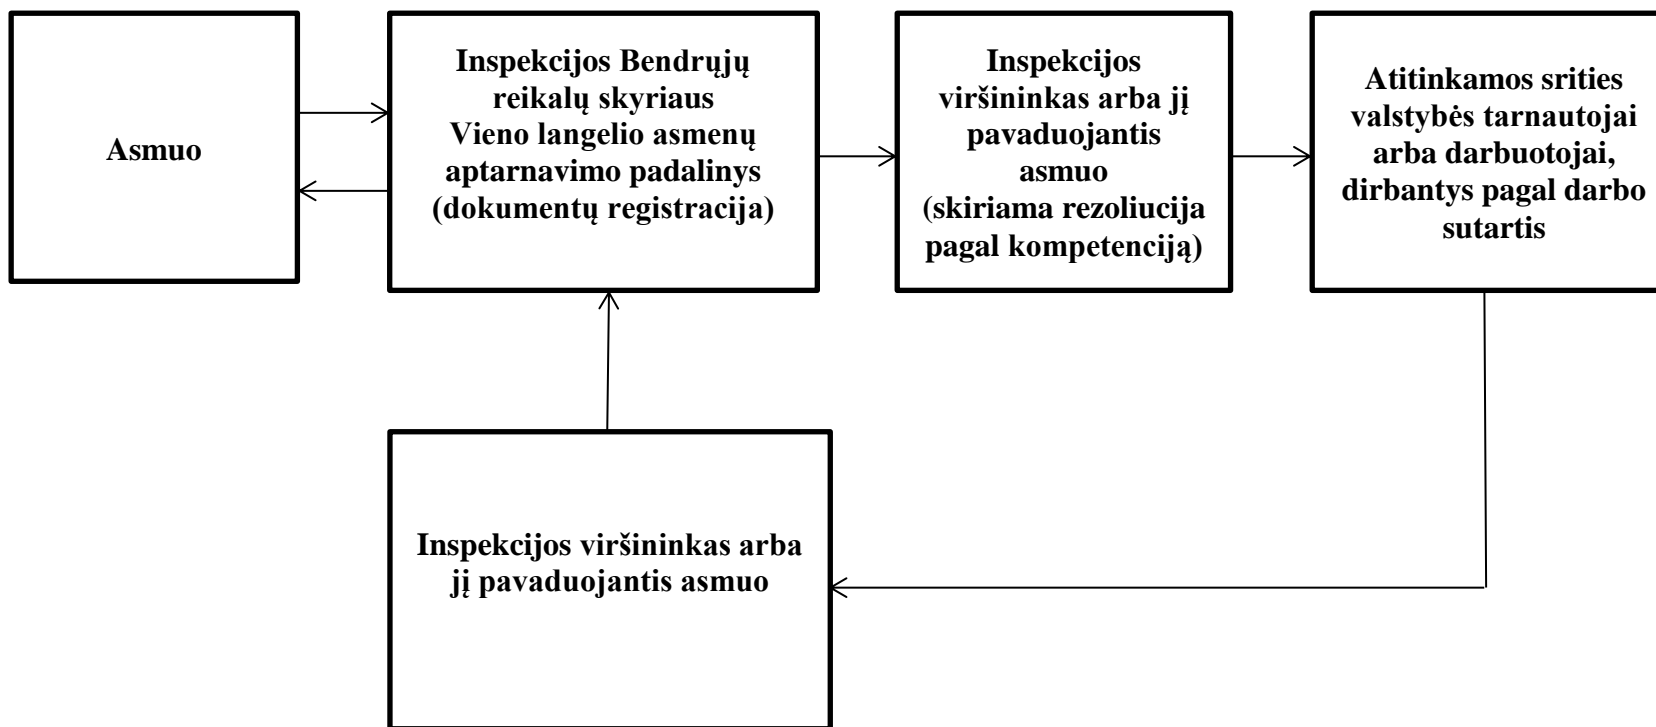 Asmuo
Inspekcijos Bendrųjų
reikalų skyriaus
Vieno langelio asmenų
aptarnavimo padalinys
(dokumentų registracija)
Inspekcijos
viršininkas arba jį
pavaduojantis
asmuo
(skiriama rezoliucija
pagal kompetenciją)
Atitinkamos srities
valstybės tarnautojai
arba darbuotojai,
dirbantys pagal darbo
sutartis
Inspekcijos viršininkas arba
jį pavaduojantis asmuo